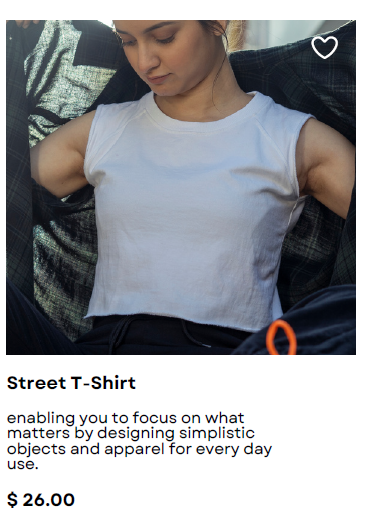 Street T-Shirt
enabling you to focus on what
matters by designing simplistic
objects and apparel for every day
use.
$ 26.00